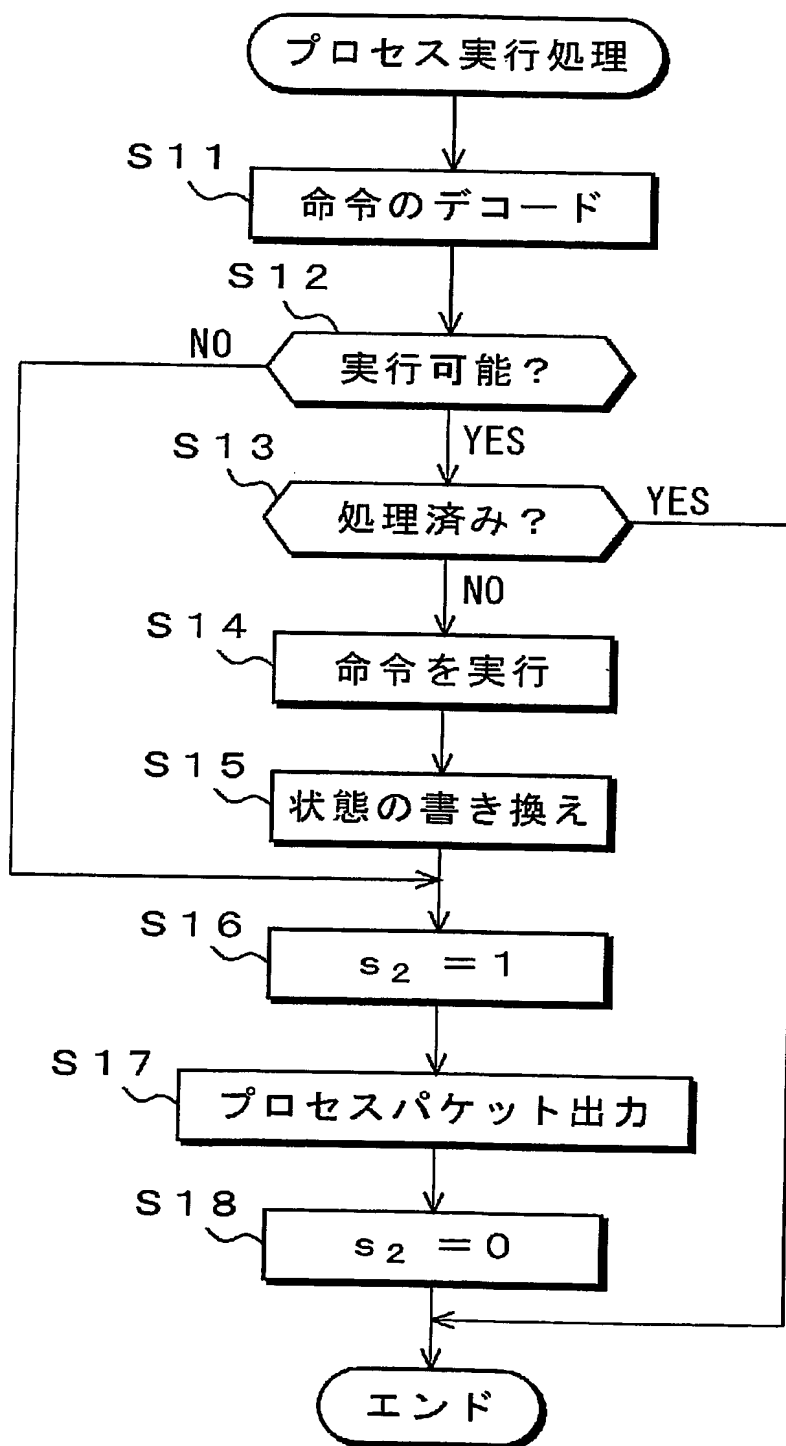 プロセス実行処理
S11
命令のデコード
S12
NO
実行可能?
YES
S13
処理済み?
YES
NO
S14
命令を実行
S15
状態の書き換え
S16
s₂ =1
S17
プロセスパケット出力
S18
s₂ =0
エンド